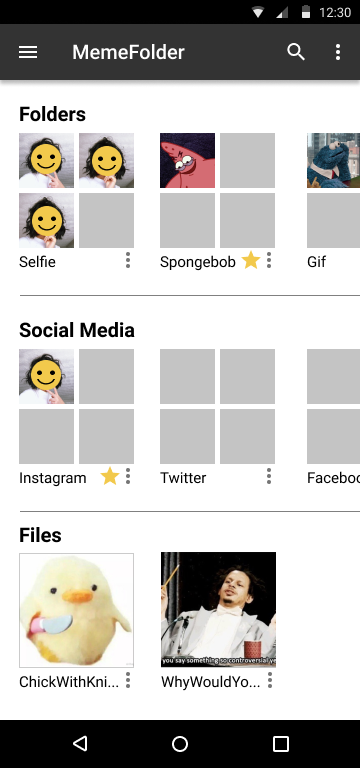 12:30
MemeFolder
Folders
Selfie
Spongebob
Gif
Social Media
Instagram
Twitter
Faceboo
Files
you say something so controversial ye
ChickWithKni...
WhyWouldYo...